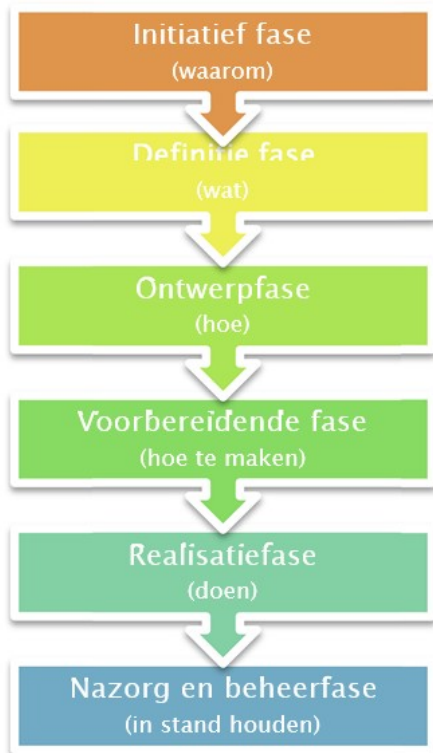 Initiatief fase
(waarom)
Definitie fase
(wat)
Ontwerpfase
(hoe)
Voorbereidende fase
(hoe te maken)
Realisatiefase
(doen)
Nazorg en beheerfase
(in stand houden)